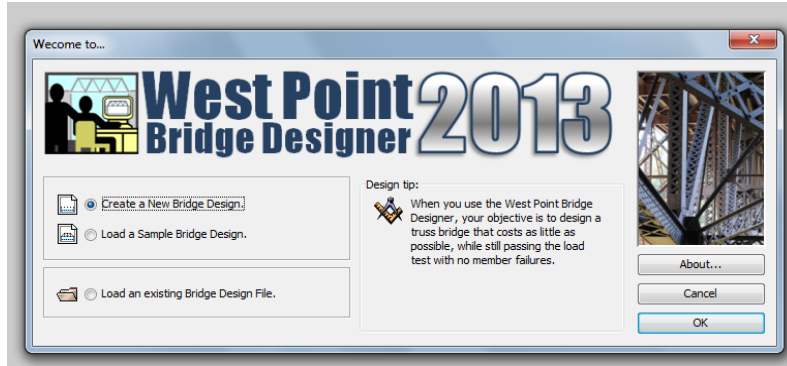 Wecome to...
West Point
Bridge Designer
2013
Create a New Bridge Design.
Load a Sample Bridge Design.
Load an existing Bridge Design File.
Design tip:
When you use the West Point Bridge
Designer, your objective is to design a
truss bridge that costs as little as
possible, while still passing the load
test with no member failures.
About...
Cancel
OK